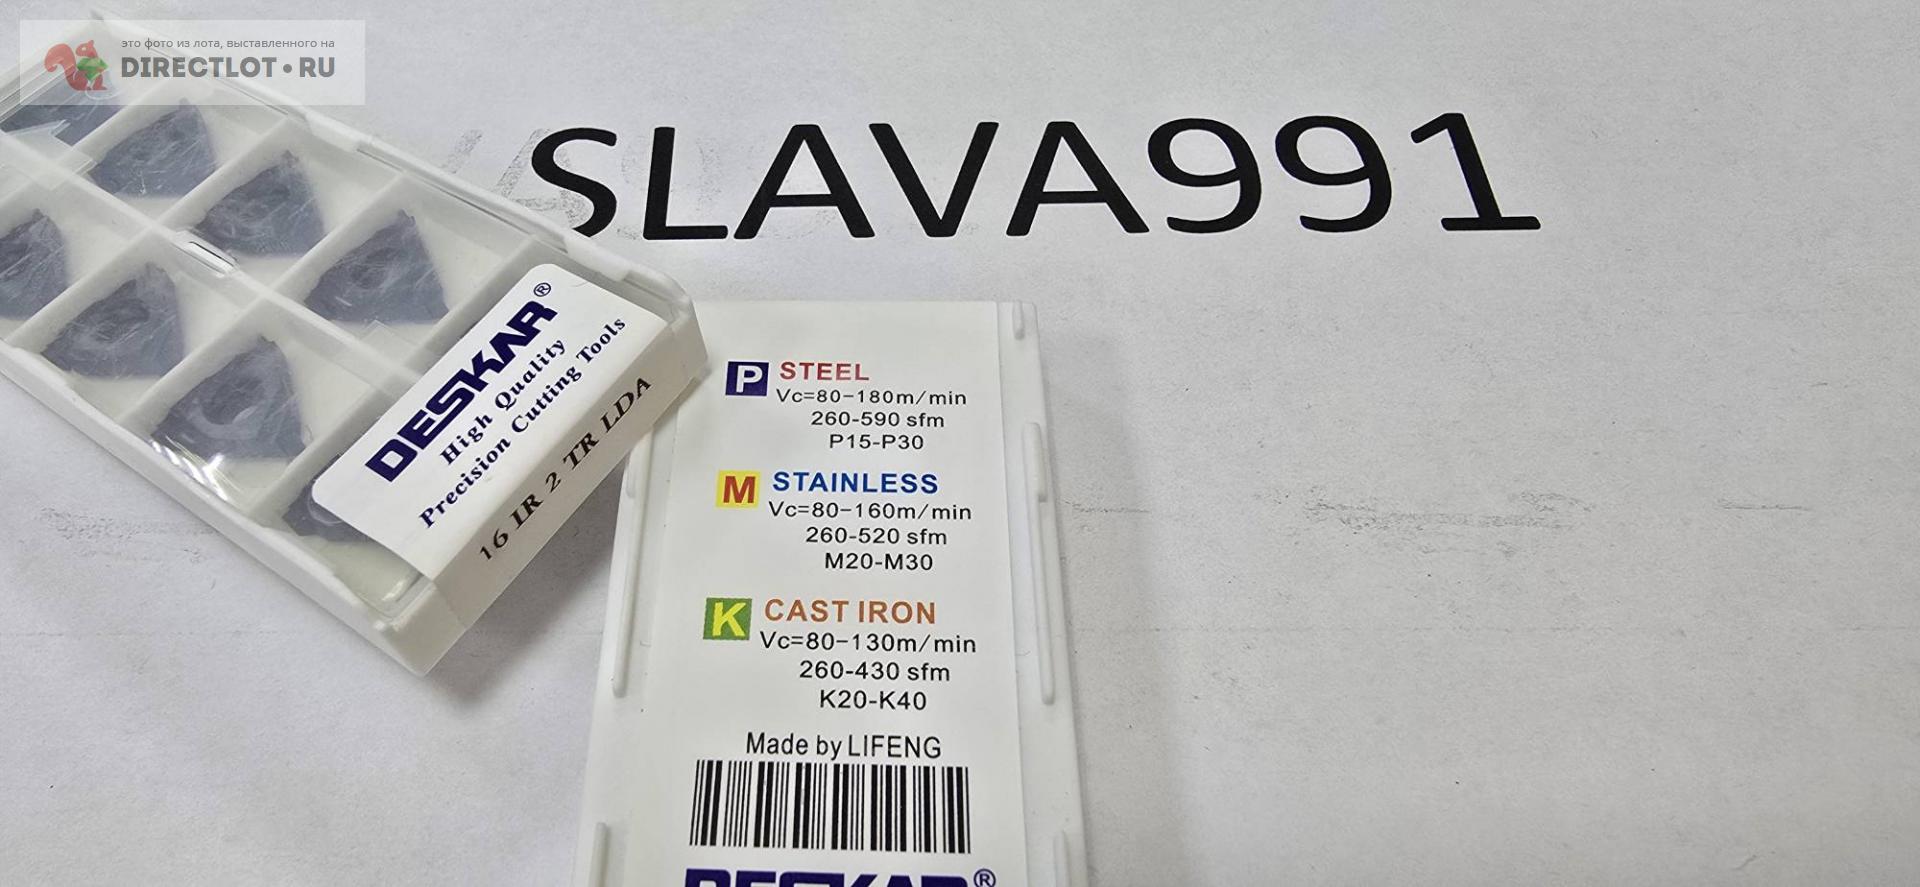 это фото из лота, выставленного на
DIRECTLOT•RU
SLAVA991
DESKAR®
High Quality
Precision Cutting Tools
16 IR 2 TR LDA
P STEEL
Vc=80-180m/min
260-590 sfm
P15-P30
M STAINLESS
Vc=80-160m/min
260-520 sfm
M20-M30
K CAST IRON
Vc=80-130m/min
260-430 sfm
K20-K40
Made by LIFENG
DESKAR®